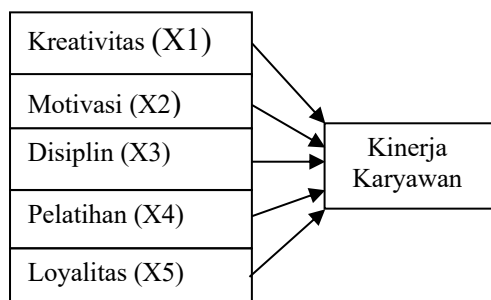 Kreativitas (X1)
Motivasi (X2)
Disiplin (X3)
Pelatihan (X4)
Loyalitas (X5)
Kinerja
Karyawan